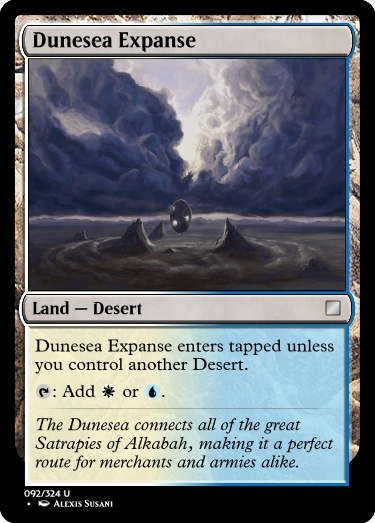 Dunesea Expanse
Land — Desert
Dunesea Expanse enters tapped unless
you control another Desert.
: Add or .
The Dunesea connects all of the great
Satrapies of Alkabah, making it a perfect
route for merchants and armies alike.
092/324 U
• Alexis Susani